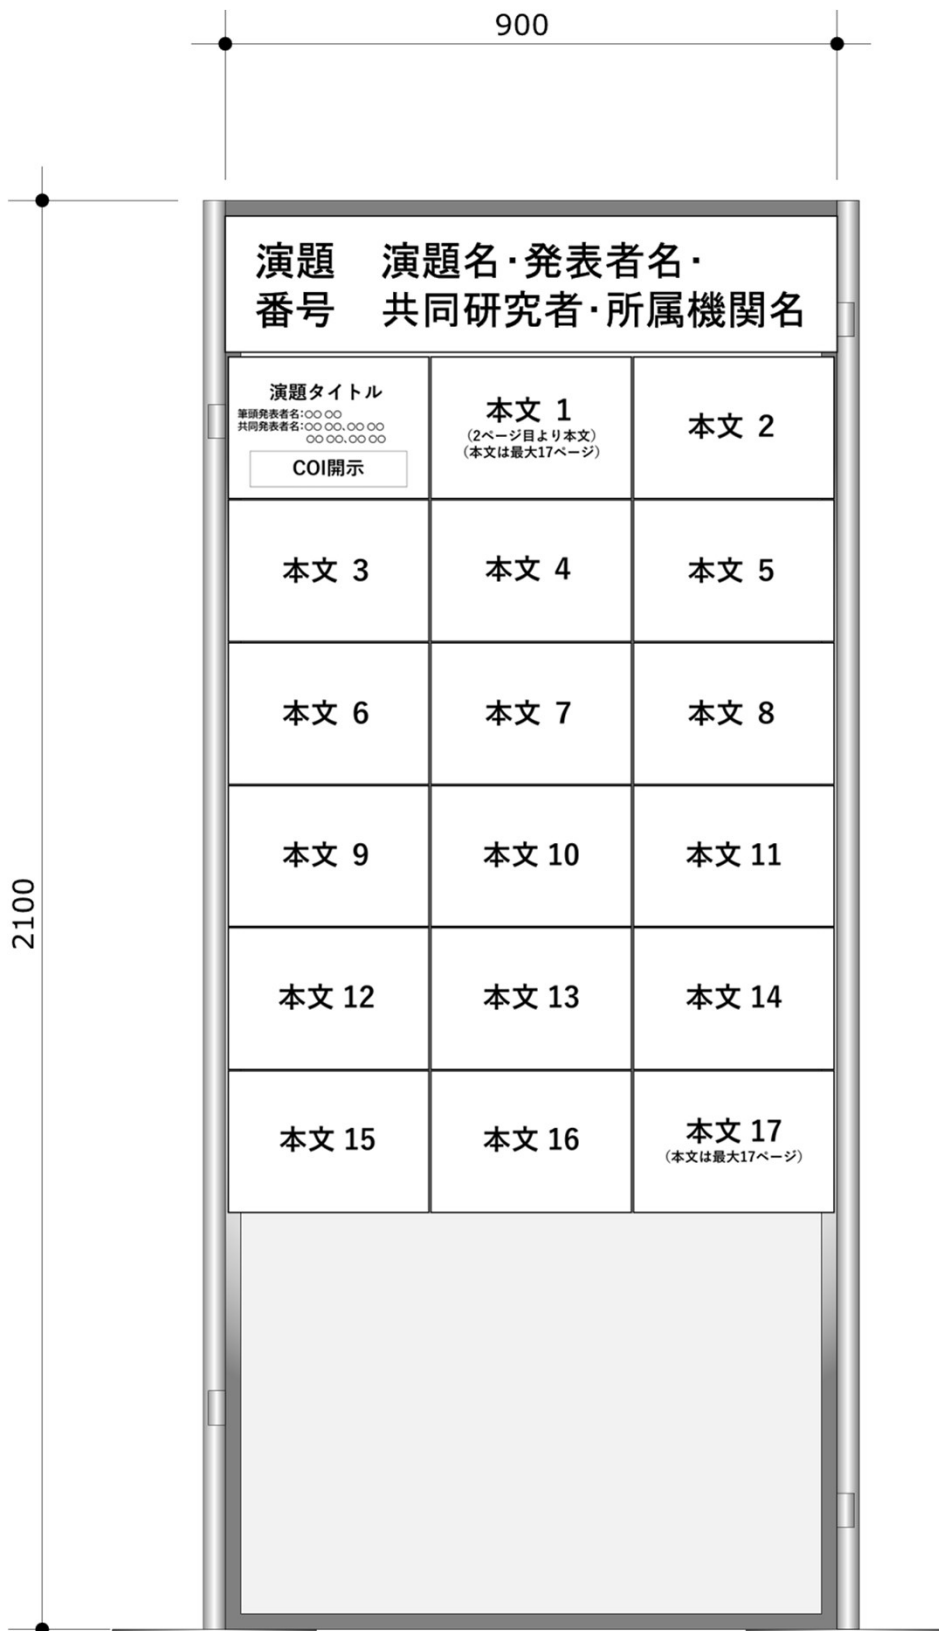 900
2100
演題 演題名・発表者名・
番号 共同研究者・所属機関名
演題タイトル
筆頭発表者名:○○ ○○
共同発表者名:○○ ○○、○○ ○○
○○ ○○、○○ ○○
COI開示
本文 1
(2ページ目より本文)
(本文は最大17ページ)
本文 2
本文 3
本文 4
本文 5
本文 6
本文 7
本文 8
本文 9
本文 10
本文 11
本文 12
本文 13
本文 14
本文 15
本文 16
本文 17
(本文は最大17ページ)